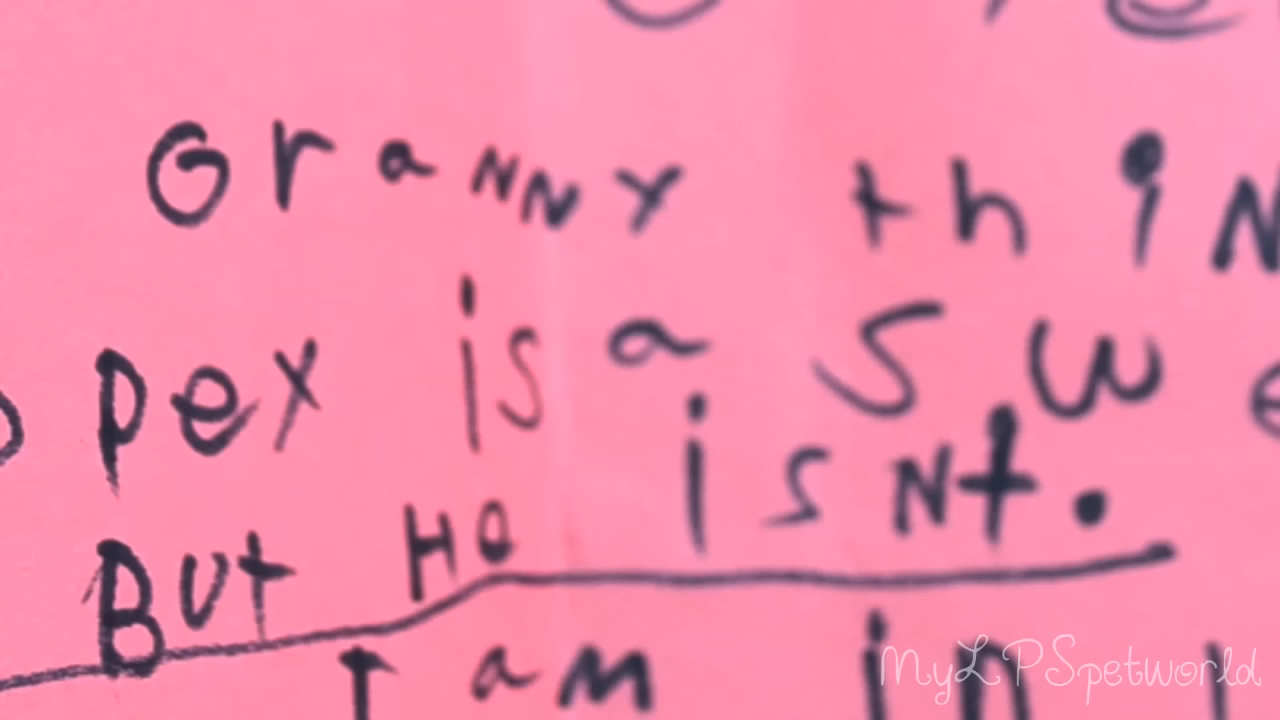 Granny thin
pex is a swe
But He isnt.
I am in
MyLPSpetworld